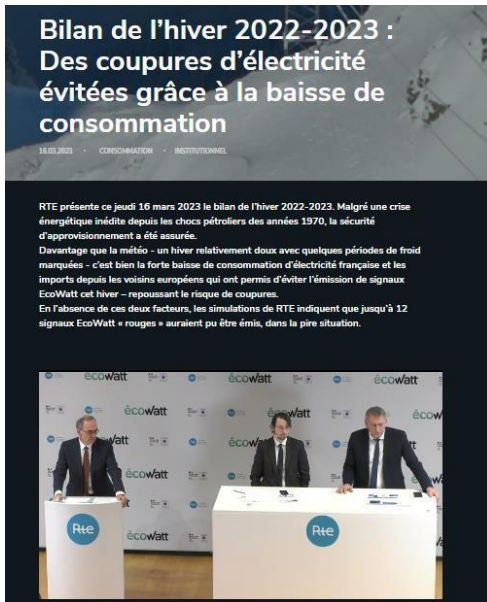 Bilan de l'hiver 2022-2023 :
Des coupures d'électricité
évitées grâce à la baisse de
consommation
16.03.2023 - CONSOMMATION - INSTITUTIONNEL
RTE présente ce jeudi 16 mars 2023 le bilan de l'hiver 2022-2023. Malgré une crise
énergétique inédite depuis les chocs pétroliers des années 1970, la sécurité
d'approvisionnement a été assurée.
Davantage que la météo - un hiver relativement doux avec quelques périodes de froid
marquées - c'est bien la forte baisse de consommation d'électricité française et les
imports depuis les voisins européens qui ont permis d'éviter l'émission de signaux
EcoWatt cet hiver – repoussant le risque de coupures.
En l'absence de ces deux facteurs, les simulations de RTE indiquent que jusqu'à 12
signaux EcoWatt « rouges » auraient pu être émis, dans la pire situation.
écoWatt écoWatt écoWatt
écoWatt
écoWatt
Rte Rte
écoWatt